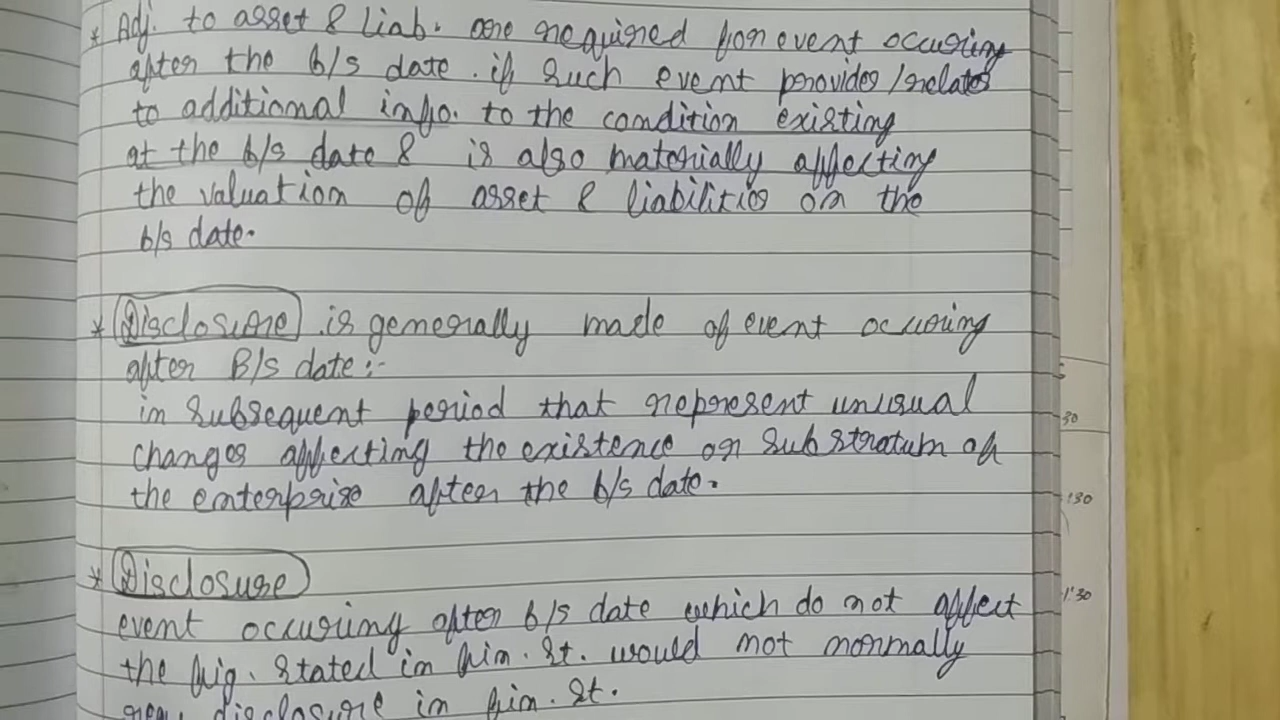 * Adj. to asset & liab. are required for event occuring
after the b/s date. if such event provides/relates
to additional info. to the condition existing
at the b/s date & is also materially affecting
the valuation of asset & liabilities on the
b/s date.
* Disclosure is generally made of event occuring
after B/s date:-
in subsequent period that represent unusual
changes affecting the existence or substratum of
the enterprise after the b/s date.
* Disclosure
event occuring after b/s date which do not affect
the fig. stated in fin. st. would not normally
disclosure in fin. st.
30
1:30